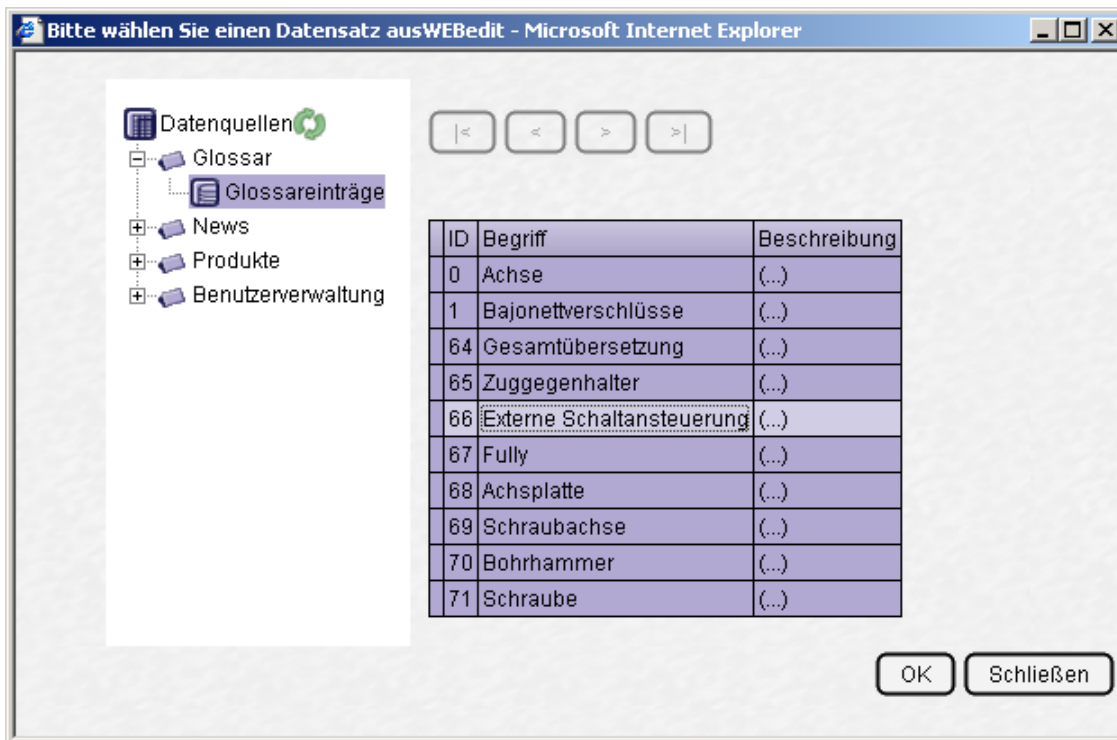 Bitte wählen Sie einen Datensatz ausWEBedit - Microsoft Internet Explorer
Datenquellen
Glossar
Glossareinträge
News
Produkte
Benutzerverwaltung
|< < > >|
ID Begriff Beschreibung
0 Achse (...)
1 Bajonettverschlüsse (...)
64 Gesamtübersetzung (...)
65 Zuggegenhalter (...)
66 Externe Schaltansteuerung (...)
67 Fully (...)
68 Achsplatte (...)
69 Schraubachse (...)
70 Bohrhammer (...)
71 Schraube (...)
OK Schließen